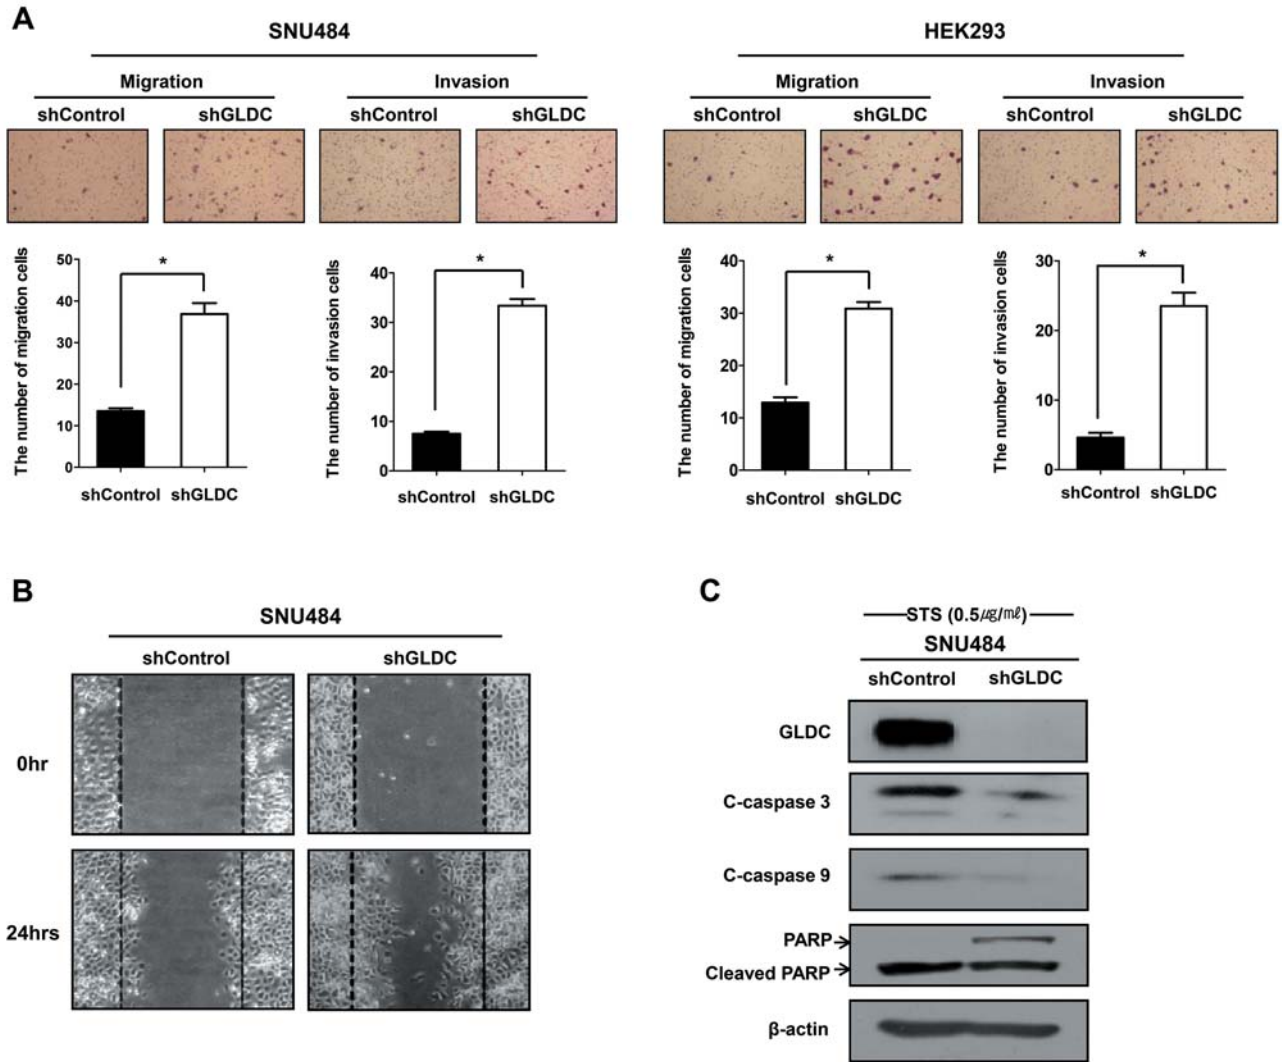 A
SNU484
HEK293
Migration
Invasion
Migration
Invasion
shControl
shGLDC
shControl
shGLDC
shControl
shGLDC
shControl
shGLDC
The number of migration cells
50
40
30
20
10
0
*
shControl
shGLDC
The number of invasion cells
40
30
20
10
0
*
shControl
shGLDC
The number of migration cells
40
30
20
10
0
*
shControl
shGLDC
The number of invasion cells
30
20
10
0
*
shControl
shGLDC
B
SNU484
shControl
shGLDC
0hr
24hrs
C
STS (0.5㎍/㎖)
SNU484
shControl
shGLDC
GLDC
C-caspase 3
C-caspase 9
PARP
Cleaved PARP
β-actin